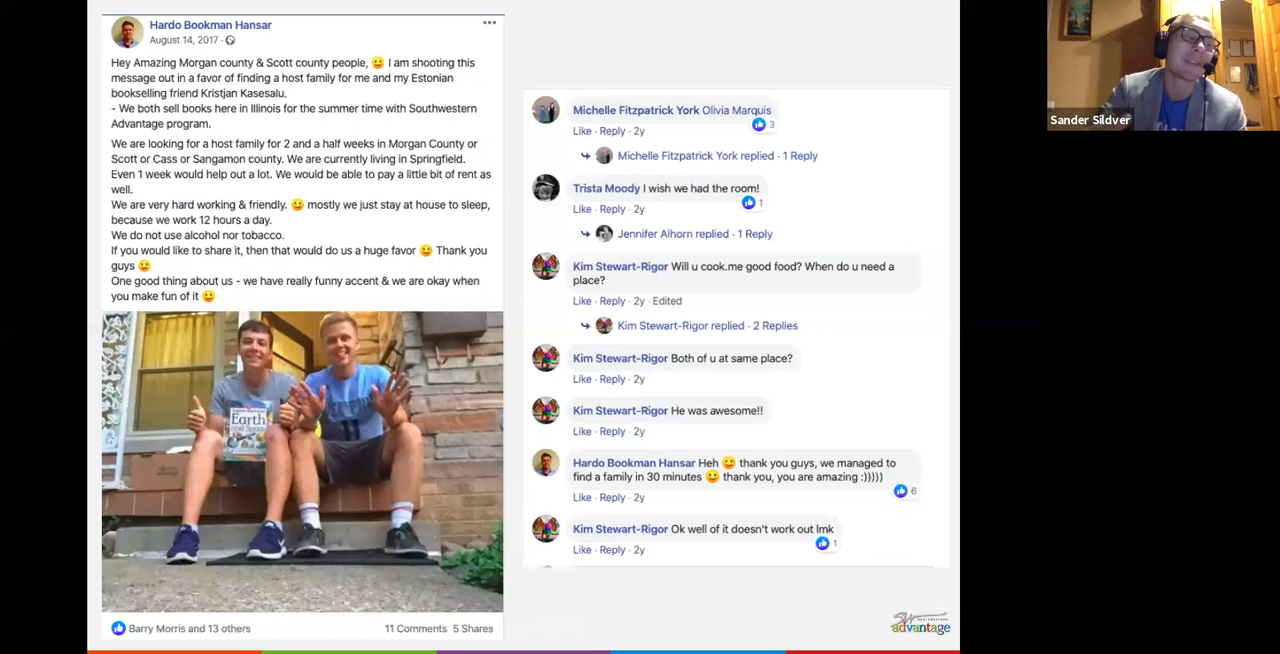 Hardo Bookman Hansar
August 14, 2017 ·
Hey Amazing Morgan county & Scott county people, 😃 I am shooting this
message out in a favor of finding a host family for me and my Estonian
bookselling friend Kristjan Kasesalu.
- We both sell books here in Illinois for the summer time with Southwestern
Advantage program.
We are looking for a host family for 2 and a half weeks in Morgan County or
Scott or Cass or Sangamon county. We are currently living in Springfield.
Even 1 week would help out a lot. We would be able to pay a little bit of rent as
well.
We are very hard working & friendly. 😃 mostly we just stay at house to sleep,
because we work 12 hours a day.
We do not use alcohol nor tobacco.
If you would like to share it, then that would do us a huge favor 😃 Thank you
guys 😃
One good thing about us - we have really funny accent & we are okay when
you make fun of it 😃
Earth
and Space
Barry Morris and 13 others
11 Comments 5 Shares
Michelle Fitzpatrick York Olivia Marquis
3
Like · Reply · 2y
Michelle Fitzpatrick York replied · 1 Reply
Trista Moody I wish we had the room!
1
Like · Reply · 2y
Jennifer Alhorn replied · 1 Reply
Kim Stewart-Rigor Will u cook.me good food? When do u need a
place?
Like · Reply · 2y · Edited
Kim Stewart-Rigor replied · 2 Replies
Kim Stewart-Rigor Both of u at same place?
Like · Reply · 2y
Kim Stewart-Rigor He was awesome!!
Like · Reply · 2y
Hardo Bookman Hansar Heh 😃 thank you guys, we managed to
find a family in 30 minutes 😃 thank you, you are amazing :)))))
6
Like · Reply · 2y
Kim Stewart-Rigor Ok well of it doesn't work out lmk
1
Like · Reply · 2y
SOUTHWESTERN
advantage
Sander Sildver